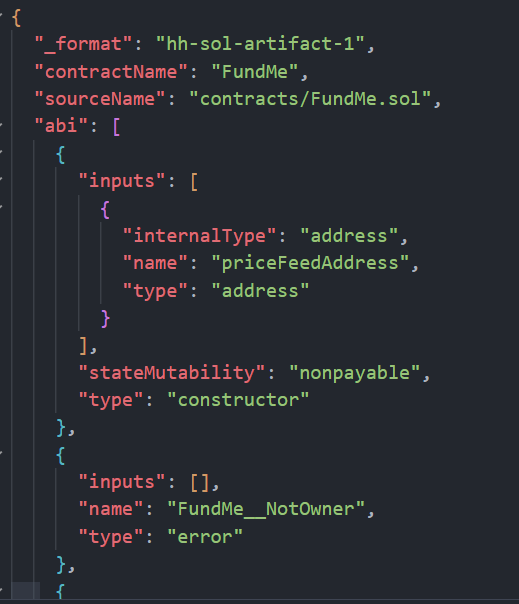 {
"_format": "hh-sol-artifact-1",
"contractName": "FundMe",
"sourceName": "contracts/FundMe.sol",
"abi": [
{
"inputs": [
{
"internalType": "address",
"name": "priceFeedAddress",
"type": "address"
}
],
"stateMutability": "nonpayable",
"type": "constructor"
},
{
"inputs": [],
"name": "FundMe__NotOwner",
"type": "error"
},
{